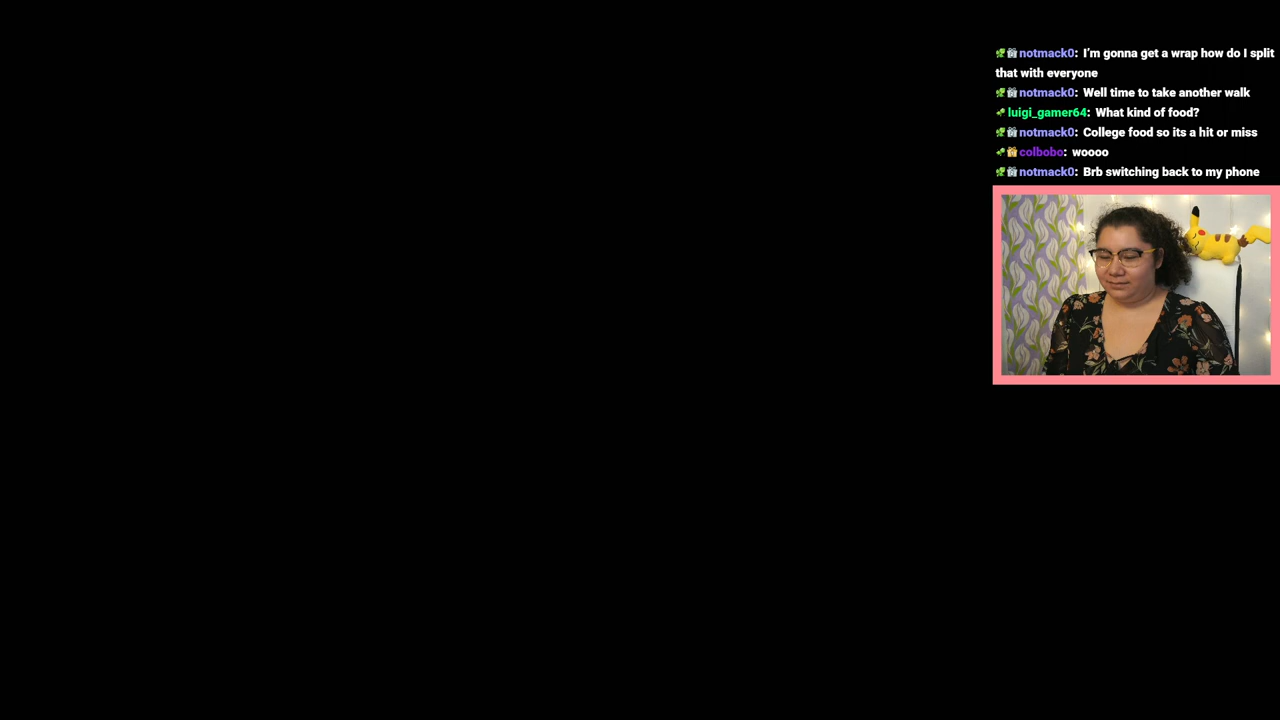 notmack0: I'm gonna get a wrap how do I split
that with everyone
notmack0: Well time to take another walk
luigi_gamer64: What kind of food?
notmack0: College food so its a hit or miss
colbobo: woooo
notmack0: Brb switching back to my phone